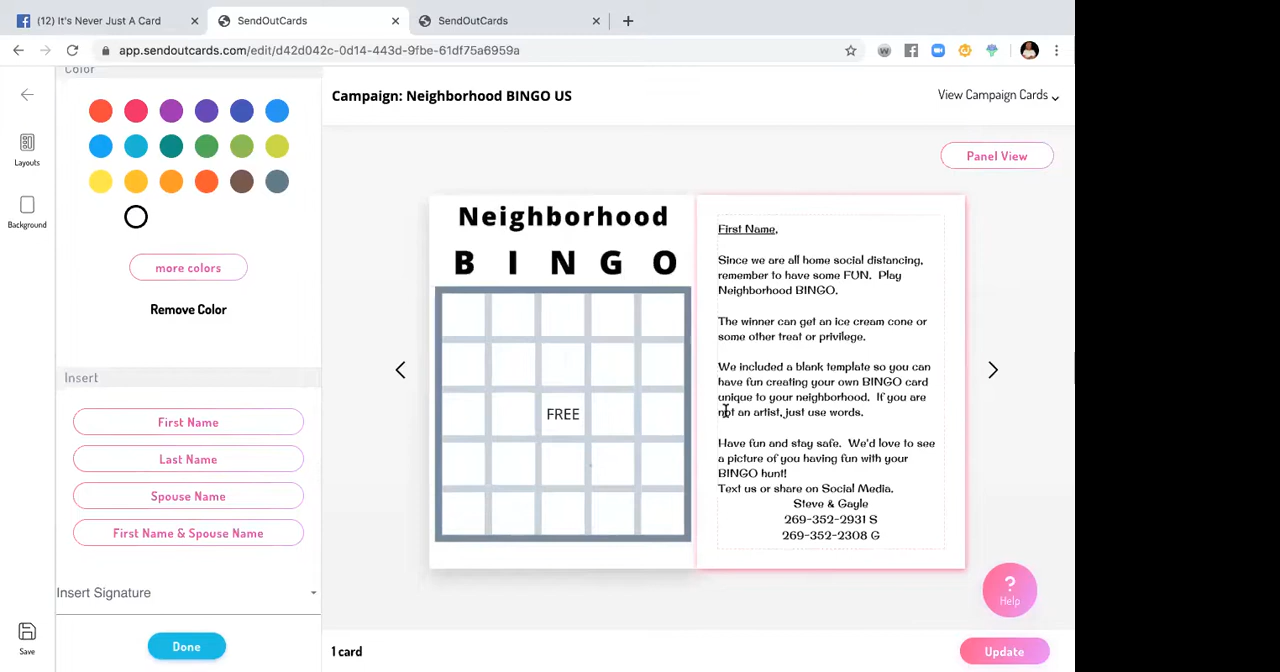 (12) It's Never Just A Card
SendOutCards
SendOutCards
app.sendoutcards.com/edit/d42d042c-0d14-443d-9fbe-61df75a6959a
Color
more colors
Remove Color
Insert
First Name
Last Name
Spouse Name
First Name & Spouse Name
Insert Signature
Done
Layouts
Background
Save
Campaign: Neighborhood BINGO US
View Campaign Cards
Panel View
Neighborhood
B I N G O
FREE
First Name,
Since we are all home social distancing,
remember to have some FUN. Play
Neighborhood BINGO.
The winner can get an ice cream cone or
some other treat or privilege.
We included a blank template so you can
have fun creating your own BINGO card
unique to your neighborhood. If you are
not an artist, just use words.
Have fun and stay safe. We'd love to see
a picture of you having fun with your
BINGO hunt!
Text us or share on Social Media.
Steve & Gayle
269-352-2931 S
269-352-2308 G
?
Help
1 card
Update